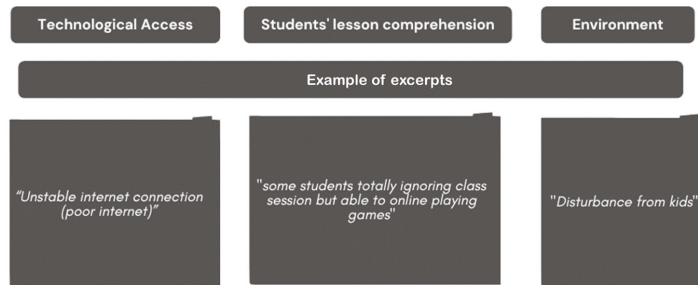 Technological Access
Students' lesson comprehension
Environment
Example of excerpts
“Unstable internet connection
(poor internet)”
"some students totally ignoring class
session but able to online playing
games"
"Disturbance from kids"